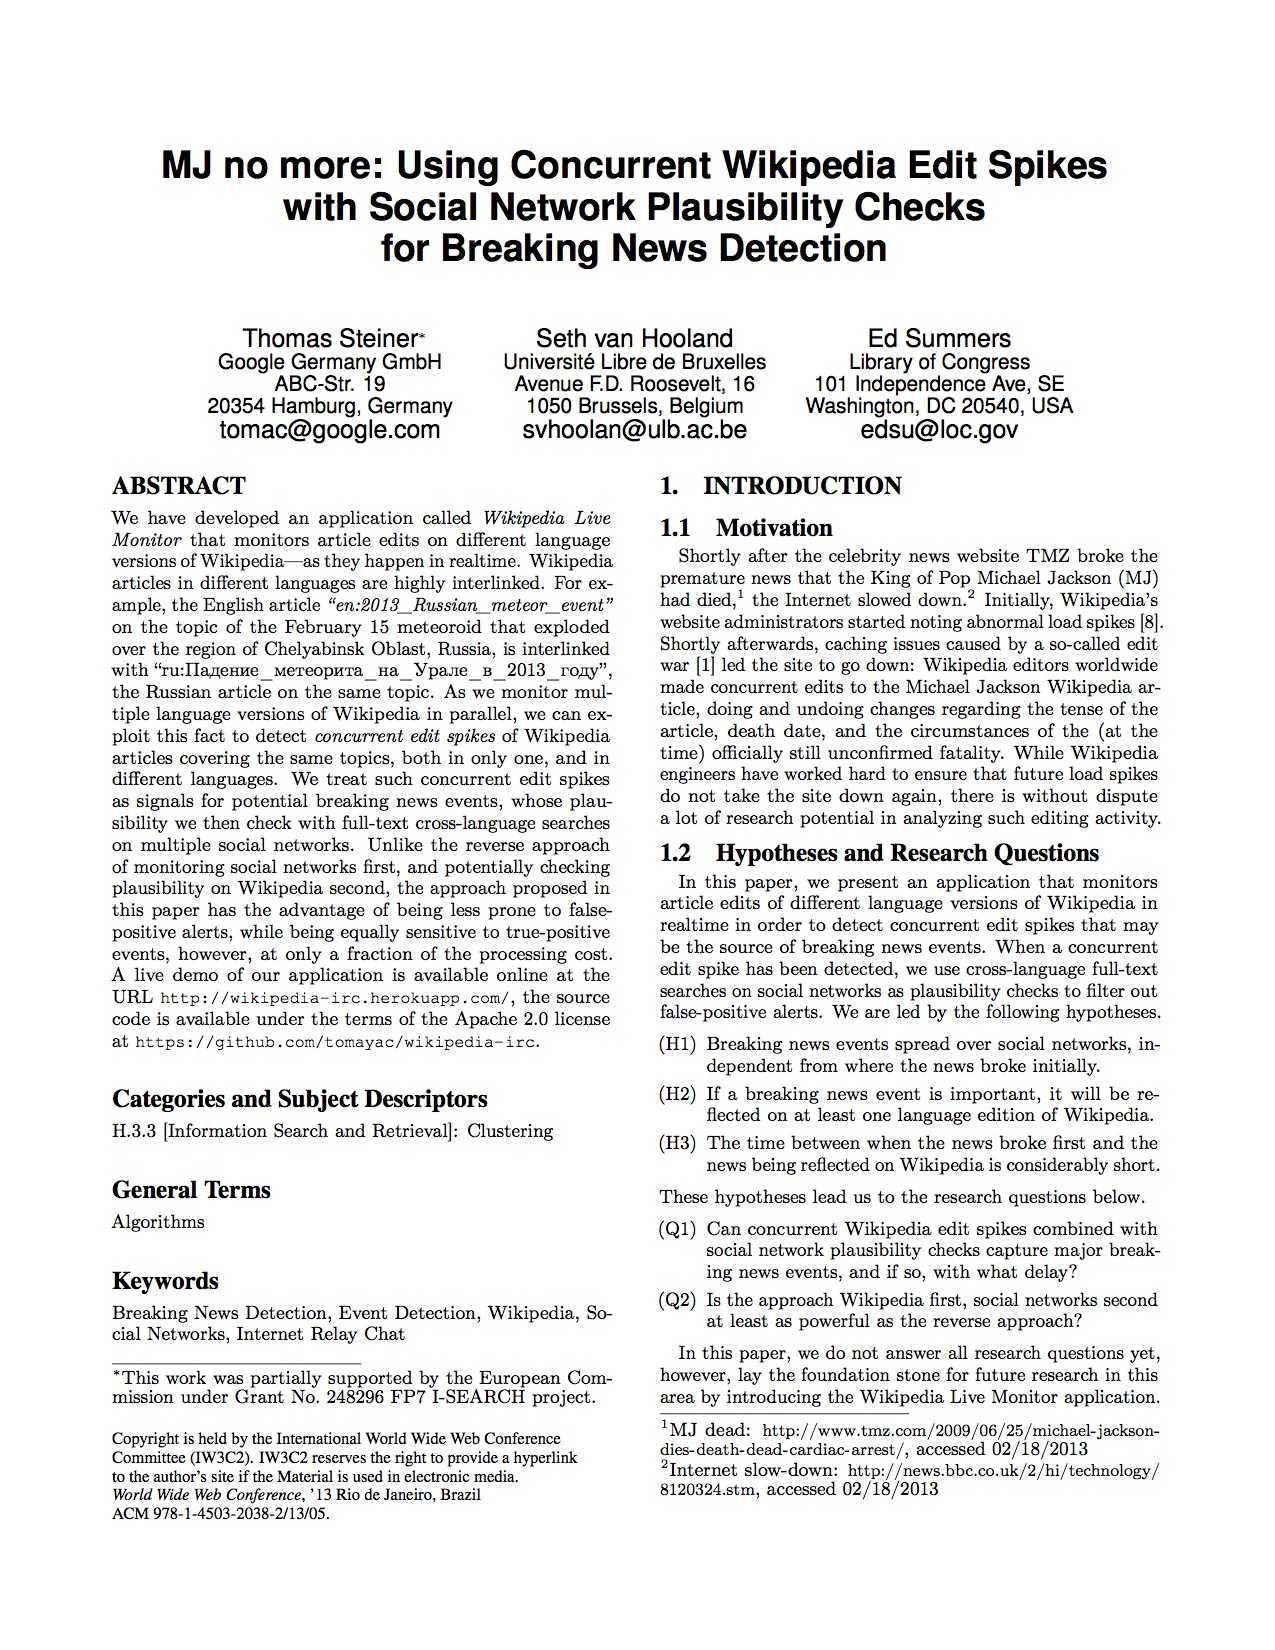 MJ no more: Using Concurrent Wikipedia Edit Spikes
with Social Network Plausibility Checks
for Breaking News Detection
Thomas Steiner*
Google Germany GmbH
ABC-Str. 19
20354 Hamburg, Germany
tomac@google.com
Seth van Hooland
Université Libre de Bruxelles
Avenue F.D. Roosevelt, 16
1050 Brussels, Belgium
svhoolan@ulb.ac.be
Ed Summers
Library of Congress
101 Independence Ave, SE
Washington, DC 20540, USA
edsu@loc.gov
ABSTRACT
We have developed an application called Wikipedia Live
Monitor that monitors article edits on different language
versions of Wikipedia—as they happen in realtime. Wikipedia
articles in different languages are highly interlinked. For ex-
ample, the English article “en:2013_Russian_meteor_event”
on the topic of the February 15 meteoroid that exploded
over the region of Chelyabinsk Oblast, Russia, is interlinked
with “ru:Падение_метеорита_на_Урале_в_2013_году”,
the Russian article on the same topic. As we monitor mul-
tiple language versions of Wikipedia in parallel, we can ex-
ploit this fact to detect concurrent edit spikes of Wikipedia
articles covering the same topics, both in only one, and in
different languages. We treat such concurrent edit spikes
as signals for potential breaking news events, whose plau-
sibility we then check with full-text cross-language searches
on multiple social networks. Unlike the reverse approach
of monitoring social networks first, and potentially checking
plausibility on Wikipedia second, the approach proposed in
this paper has the advantage of being less prone to false-
positive alerts, while being equally sensitive to true-positive
events, however, at only a fraction of the processing cost.
A live demo of our application is available online at the
URL http://wikipedia-irc.herokuapp.com/, the source
code is available under the terms of the Apache 2.0 license
at https://github.com/tomayac/wikipedia-irc.
Categories and Subject Descriptors
H.3.3 [Information Search and Retrieval]: Clustering
General Terms
Algorithms
Keywords
Breaking News Detection, Event Detection, Wikipedia, So-
cial Networks, Internet Relay Chat
*This work was partially supported by the European Com-
mission under Grant No. 248296 FP7 I-SEARCH project.
Copyright is held by the International World Wide Web Conference
Committee (IW3C2). IW3C2 reserves the right to provide a hyperlink
to the author's site if the Material is used in electronic media.
World Wide Web Conference, '13 Rio de Janeiro, Brazil
ACM 978-1-4503-2038-2/13/05.
1. INTRODUCTION
1.1 Motivation
Shortly after the celebrity news website TMZ broke the
premature news that the King of Pop Michael Jackson (MJ)
had died,1 the Internet slowed down.2 Initially, Wikipedia's
website administrators started noting abnormal load spikes [8].
Shortly afterwards, caching issues caused by a so-called edit
war [1] led the site to go down: Wikipedia editors worldwide
made concurrent edits to the Michael Jackson Wikipedia ar-
ticle, doing and undoing changes regarding the tense of the
article, death date, and the circumstances of the (at the
time) officially still unconfirmed fatality. While Wikipedia
engineers have worked hard to ensure that future load spikes
do not take the site down again, there is without dispute
a lot of research potential in analyzing such editing activity.
1.2 Hypotheses and Research Questions
In this paper, we present an application that monitors
article edits of different language versions of Wikipedia in
realtime in order to detect concurrent edit spikes that may
be the source of breaking news events. When a concurrent
edit spike has been detected, we use cross-language full-text
searches on social networks as plausibility checks to filter out
false-positive alerts. We are led by the following hypotheses.
(H1) Breaking news events spread over social networks, in-
dependent from where the news broke initially.
(H2) If a breaking news event is important, it will be re-
flected on at least one language edition of Wikipedia.
(H3) The time between when the news broke first and the
news being reflected on Wikipedia is considerably short.
These hypotheses lead us to the research questions below.
(Q1) Can concurrent Wikipedia edit spikes combined with
social network plausibility checks capture major break-
ing news events, and if so, with what delay?
(Q2) Is the approach Wikipedia first, social networks second
at least as powerful as the reverse approach?
In this paper, we do not answer all research questions yet,
however, lay the foundation stone for future research in this
area by introducing the Wikipedia Live Monitor application.
1MJ dead: http://www.tmz.com/2009/06/25/michael-jackson-
dies-death-dead-cardiac-arrest/, accessed 02/18/2013
2Internet slow-down: http://news.bbc.co.uk/2/hi/technology/
8120324.stm, accessed 02/18/2013